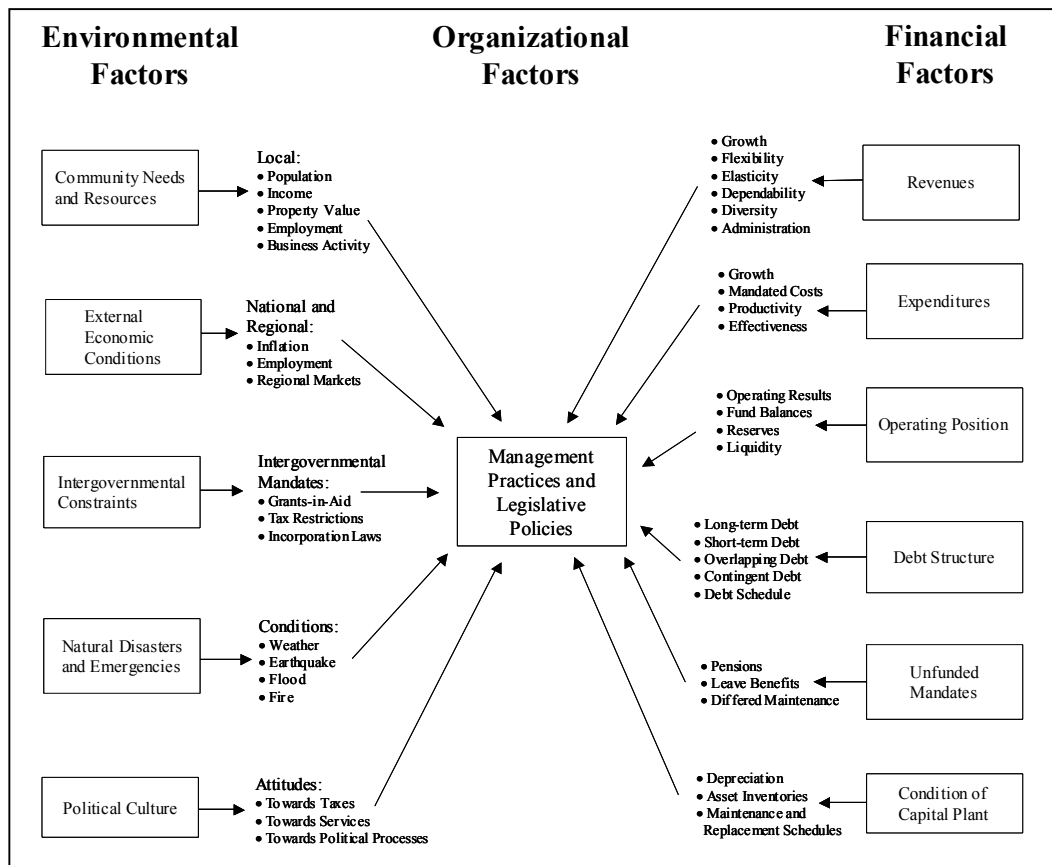 Environmental
Factors
Organizational
Factors
Financial
Factors
Community Needs
and Resources
Local:
• Population
• Income
• Property Value
• Employment
• Business Activity
External
Economic
Conditions
National and
Regional:
• Inflation
• Employment
• Regional Markets
Intergovernmental
Constraints
Intergovernmental
Mandates:
• Grants-in-Aid
• Tax Restrictions
• Incorporation Laws
Natural Disasters
and Emergencies
Conditions:
• Weather
• Earthquake
• Flood
• Fire
Political Culture
Attitudes:
• Towards Taxes
• Towards Services
• Towards Political Processes
Management
Practices and
Legislative
Policies
• Growth
• Flexibility
• Elasticity
• Dependability
• Diversity
• Administration
Revenues
• Growth
• Mandated Costs
• Productivity
• Effectiveness
Expenditures
• Operating Results
• Fund Balances
• Reserves
• Liquidity
Operating Position
• Long-term Debt
• Short-term Debt
• Overlapping Debt
• Contingent Debt
• Debt Schedule
Debt Structure
• Pensions
• Leave Benefits
• Differed Maintenance
Unfunded
Mandates
• Depreciation
• Asset Inventories
• Maintenance and
Replacement Schedules
Condition of
Capital Plant